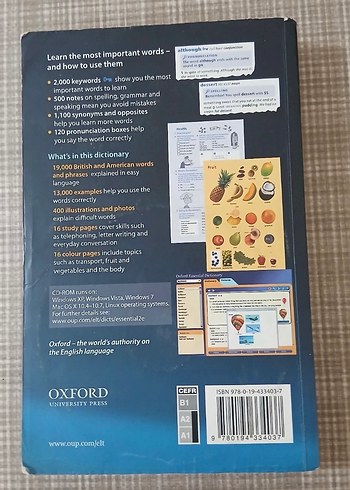 Learn the most important words –
and how to use them
• 2,000 keywords show you the most
important words to learn
• 500 notes on spelling, grammar and
speaking mean you avoid mistakes
• 1,100 synonyms and opposites
help you learn more words
• 120 pronunciation boxes help
you say the word correctly
What's in this dictionary
19,000 British and American words
and phrases explained in easy
language
13,000 examples help you use the
words correctly
400 illustrations and photos
explain difficult words
16 study pages cover skills such
as telephoning, letter writing and
everyday conversation
16 colour pages include topics
such as transport, fruit and
vegetables and the body
CD-ROM runs on:
Windows XP, Windows Vista, Windows 7
Mac OS X 10.4–10.7, Linux operating systems.
For further details see:
www.oup.com/elt/dicts/essential2e
Oxford – the world's authority on
the English language
OXFORD
UNIVERSITY PRESS
www.oup.com/elt
although
dessert
Fruit
Oxford Essential Dictionary
CEFR
B1
A2
A1
ISBN 978-0-19-433403-7
9 780194 334037